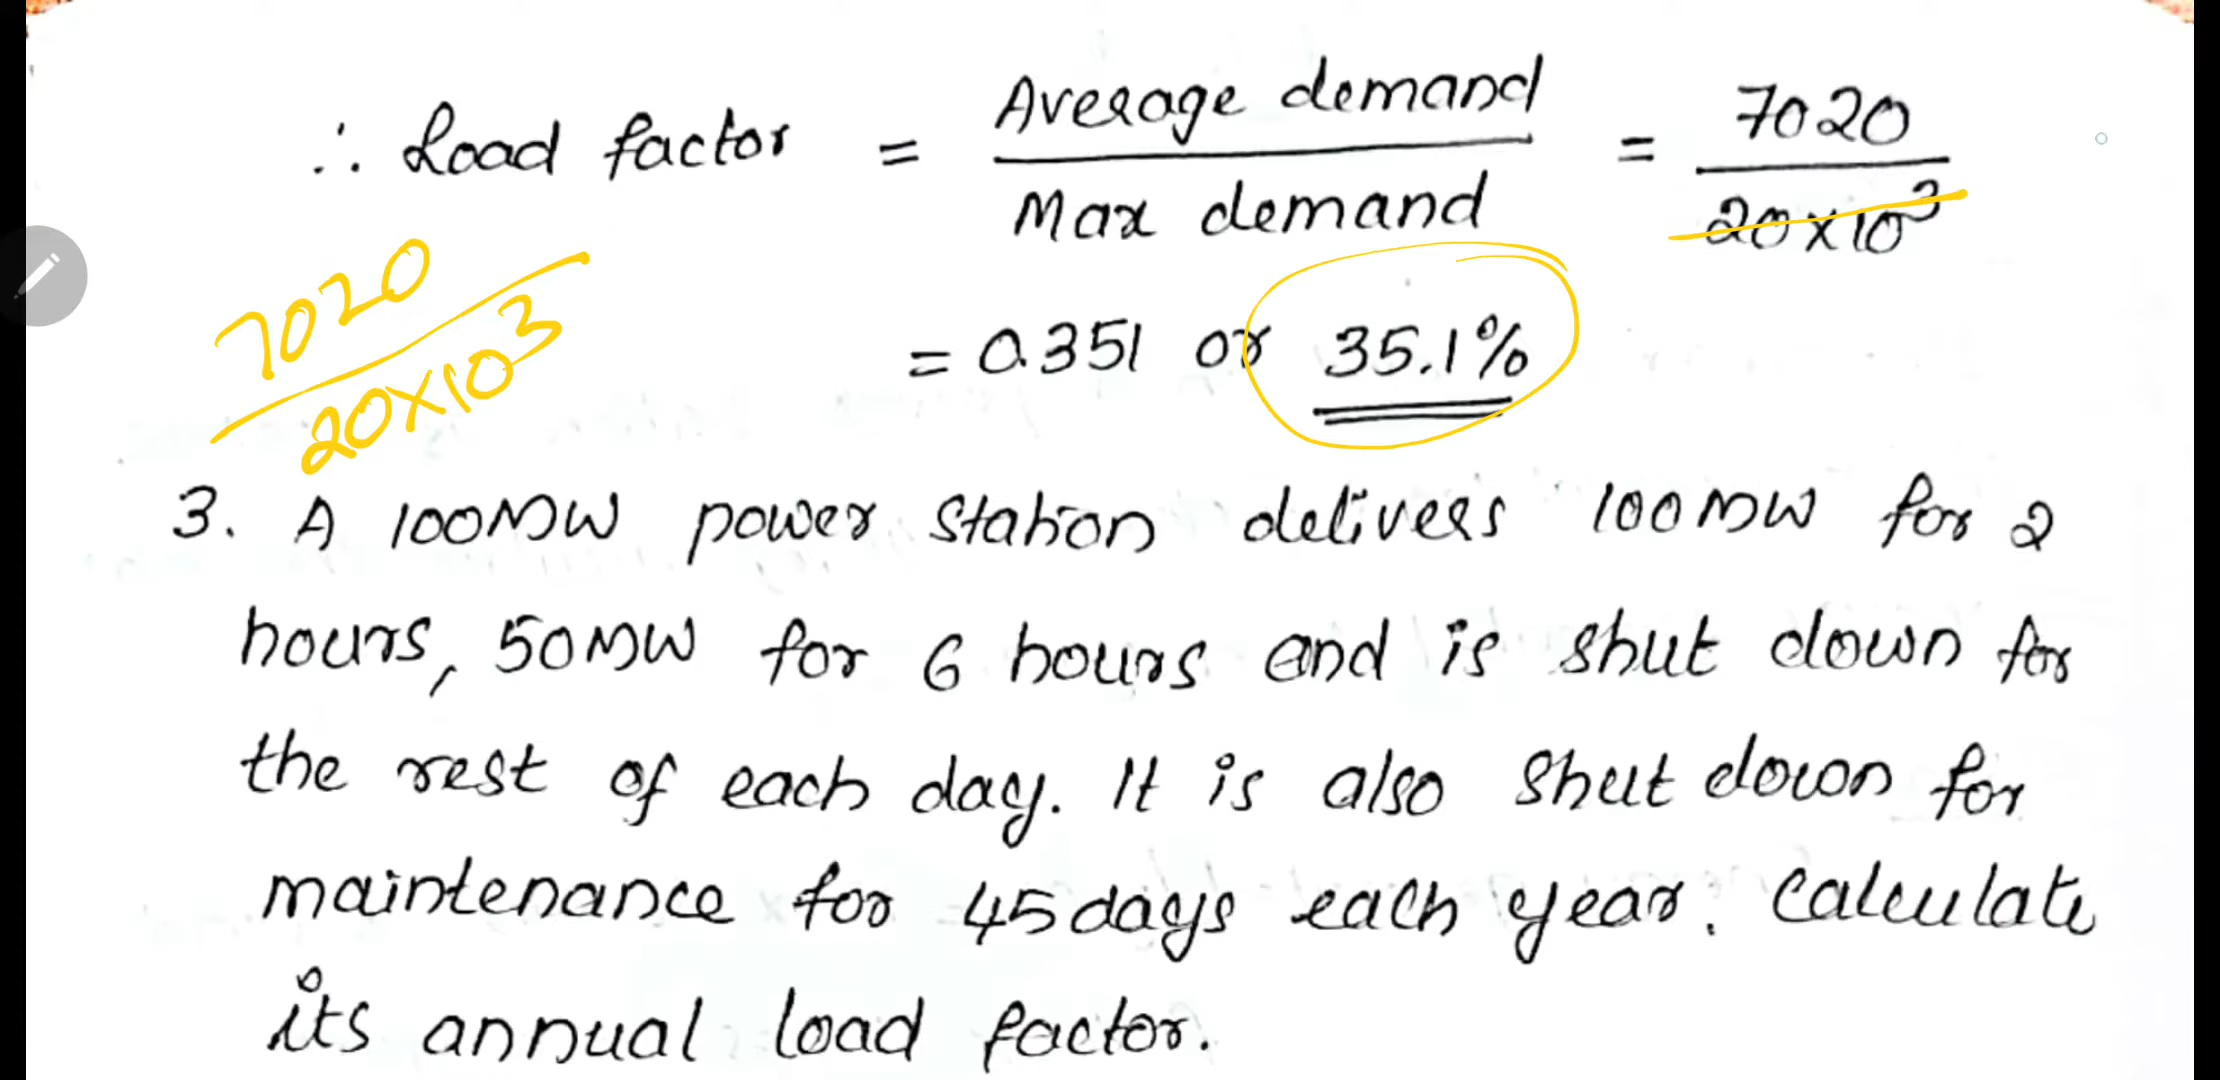 ∴ Load factor = Average demand / Max demand = 7020 / 20×10³
7020 / 20×10³
= 0.351 or 35.1%
3. A 100MW power station delivers 100MW for 2
hours, 50MW for 6 hours and is shut down for
the rest of each day. It is also shut down for
maintenance for 45 days each year. Calculate
its annual load factor.